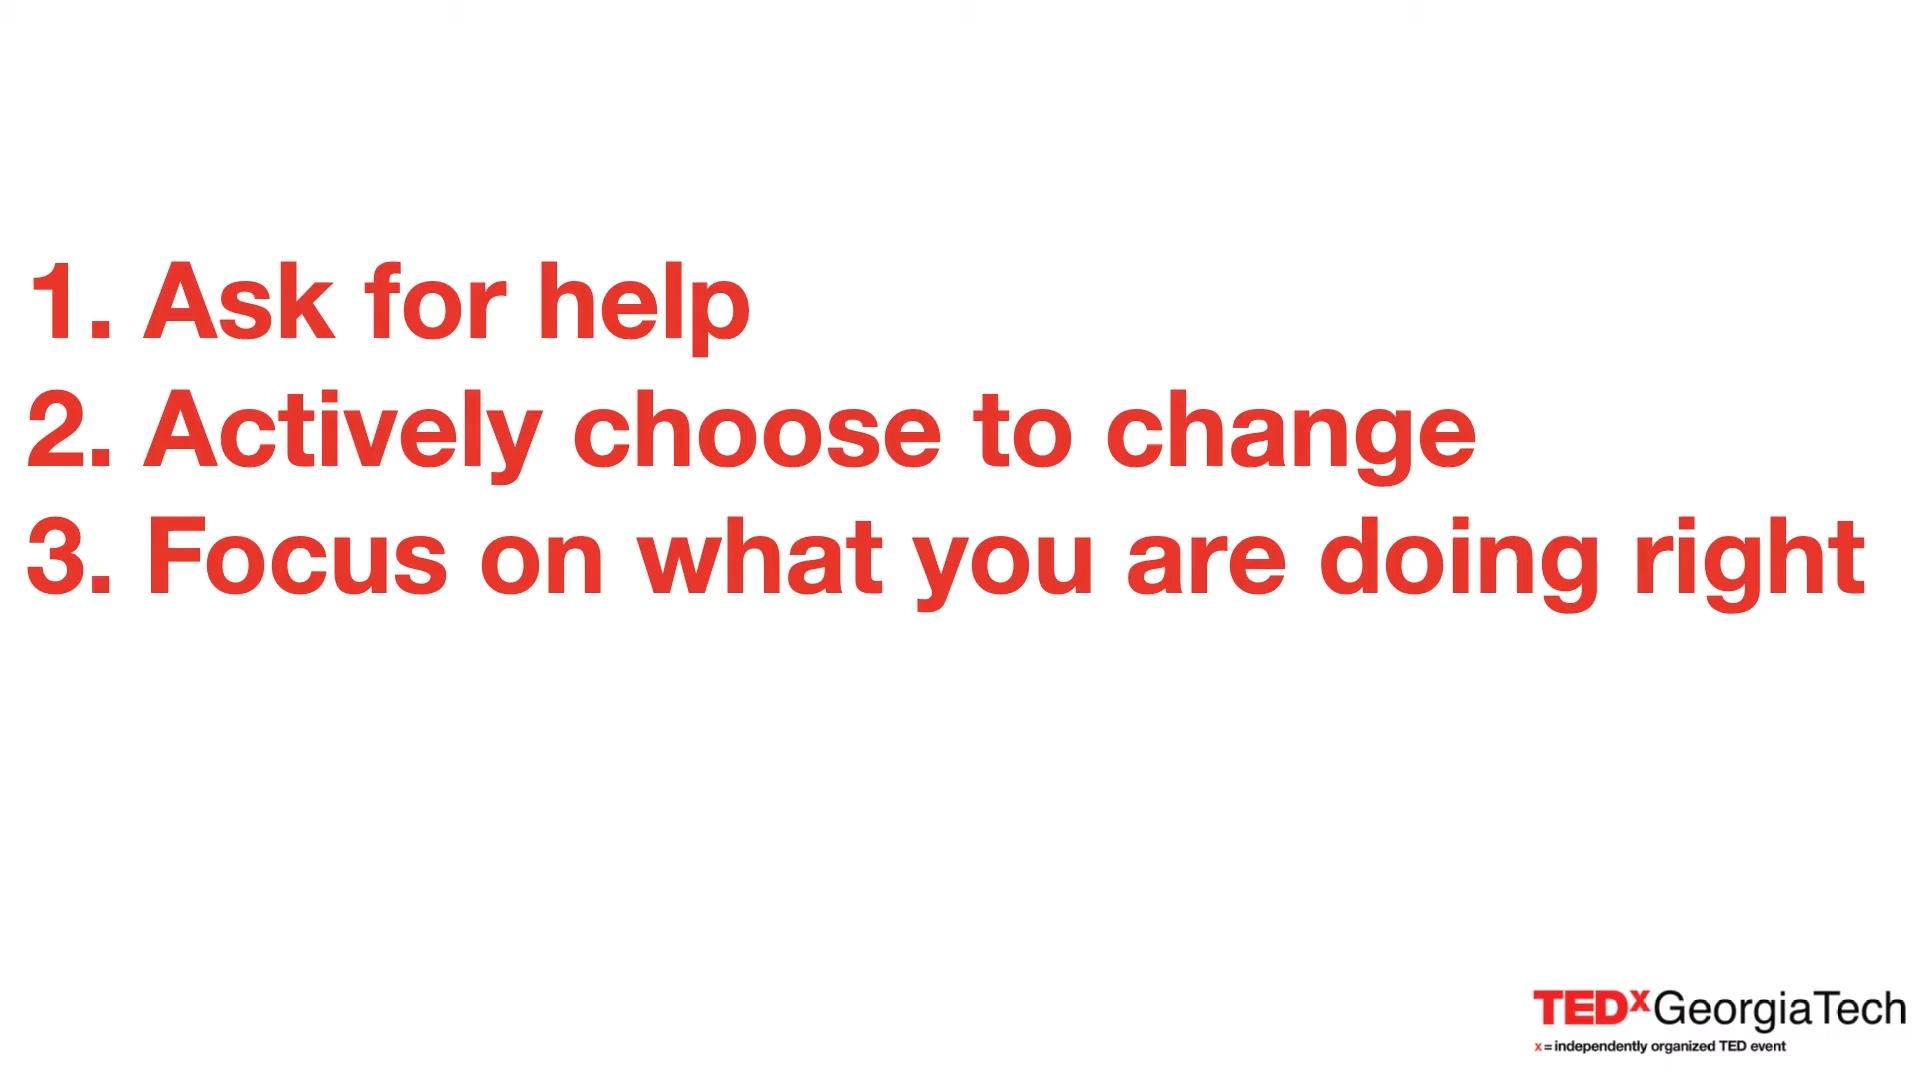 1. Ask for help
2. Actively choose to change
3. Focus on what you are doing right
TEDxGeorgiaTech
x = independently organized TED event